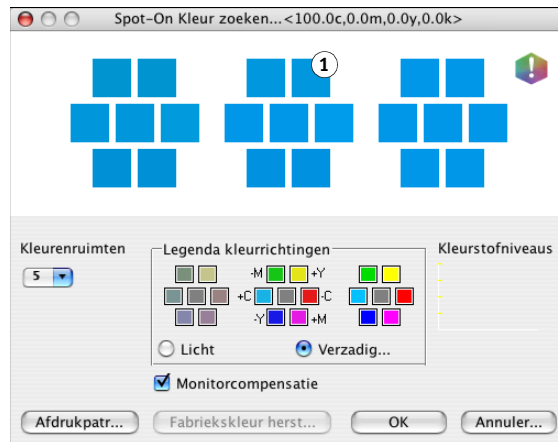 Spot-On Kleur zoeken...<100.0c,0.0m,0.0y,0.0k>
1
!
Kleurenruimten
5
Legenda kleurrichtingen
-M +Y
+C -C
-Y +M
Licht
Verzadig...
Kleurstofniveaus
Monitorcompensatie
Afdrukpatr...
Fabriekskleur herst...
OK
Annuler...